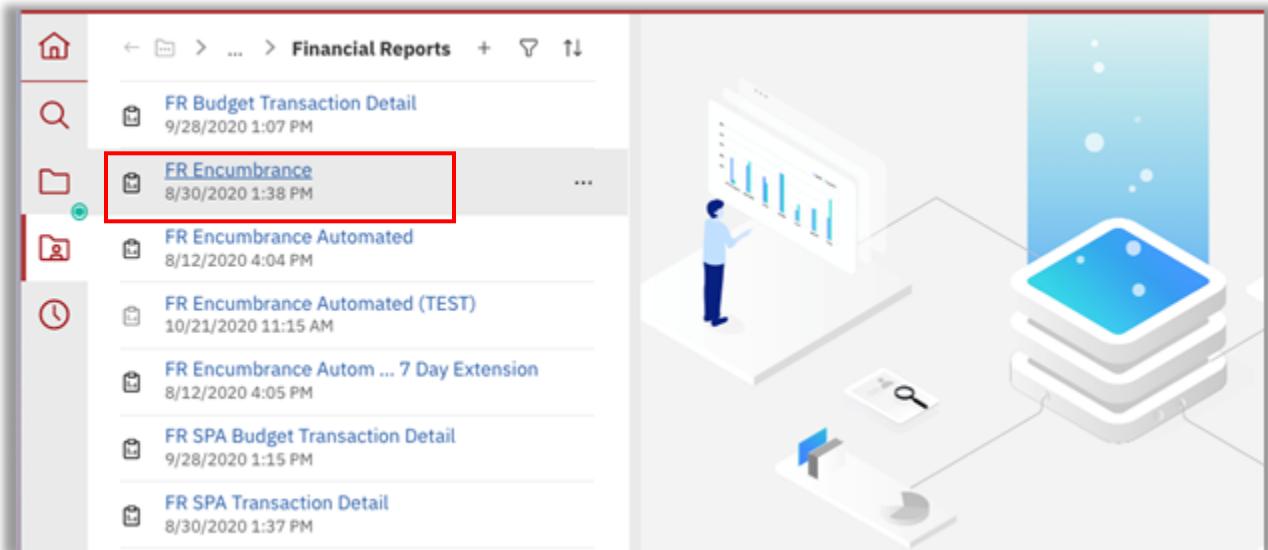 ... Financial Reports
FR Budget Transaction Detail
9/28/2020 1:07 PM
FR Encumbrance
8/30/2020 1:38 PM
FR Encumbrance Automated
8/12/2020 4:04 PM
FR Encumbrance Automated (TEST)
10/21/2020 11:15 AM
FR Encumbrance Autom ... 7 Day Extension
8/12/2020 4:05 PM
FR SPA Budget Transaction Detail
9/28/2020 1:15 PM
FR SPA Transaction Detail
8/30/2020 1:37 PM